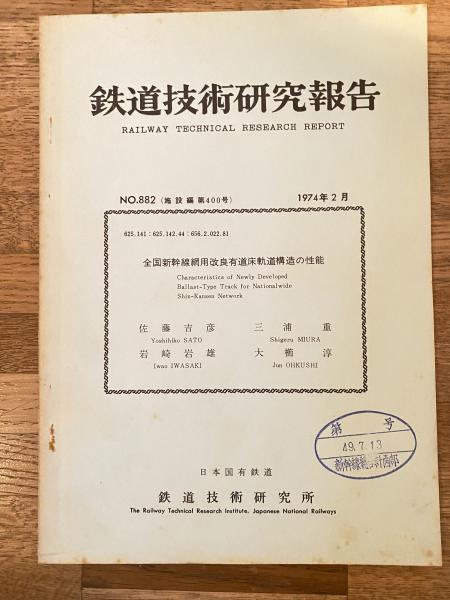 鉄道技術研究報告
RAILWAY TECHNICAL RESEARCH REPORT
NO.882 (施設編 第400号) 1974年2月
625.141 : 625.142.44 : 656.2.022.81
全国新幹線網用改良有道床軌道構造の性能
Characteristics of Newly Developed
Ballast-Type Track for Nationalwide
Shin-Kansen Network
佐藤吉彦 三浦重
Yoshihiko SATO Shigeru MIURA
岩崎岩雄 大櫛淳
Iwao IWASAKI Jun OHKUSHI
第 号
49.7.13
新幹線
日本国有鉄道
鉄道技術研究所
The Railway Technical Research Institute, Japanese National Railways